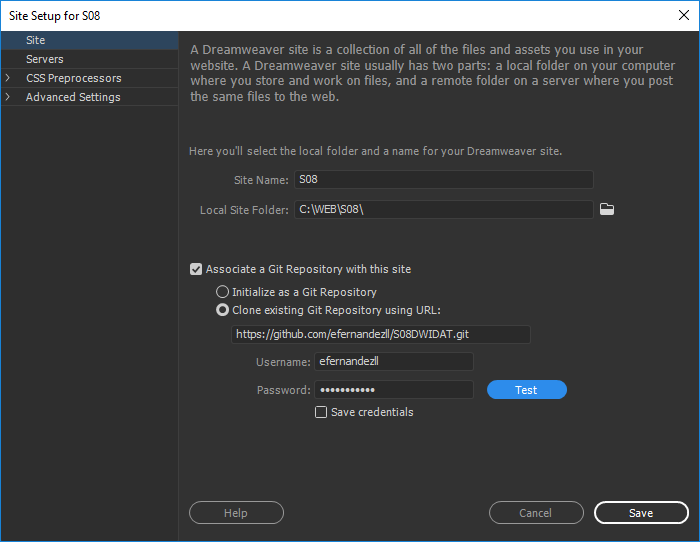 Site Setup for S08
Site
Servers
CSS Preprocessors
Advanced Settings
A Dreamweaver site is a collection of all of the files and assets you use in your
website. A Dreamweaver site usually has two parts: a local folder on your computer
where you store and work on files, and a remote folder on a server where you post
the same files to the web.
Here you'll select the local folder and a name for your Dreamweaver site.
Site Name: S08
Local Site Folder: C:\WEB\S08\
Associate a Git Repository with this site
Initialize as a Git Repository
Clone existing Git Repository using URL:
https://github.com/efernandezll/S08DWIDAT.git
Username: efernandezll
Password: •••••••••••
Test
Save credentials
Help
Cancel
Save